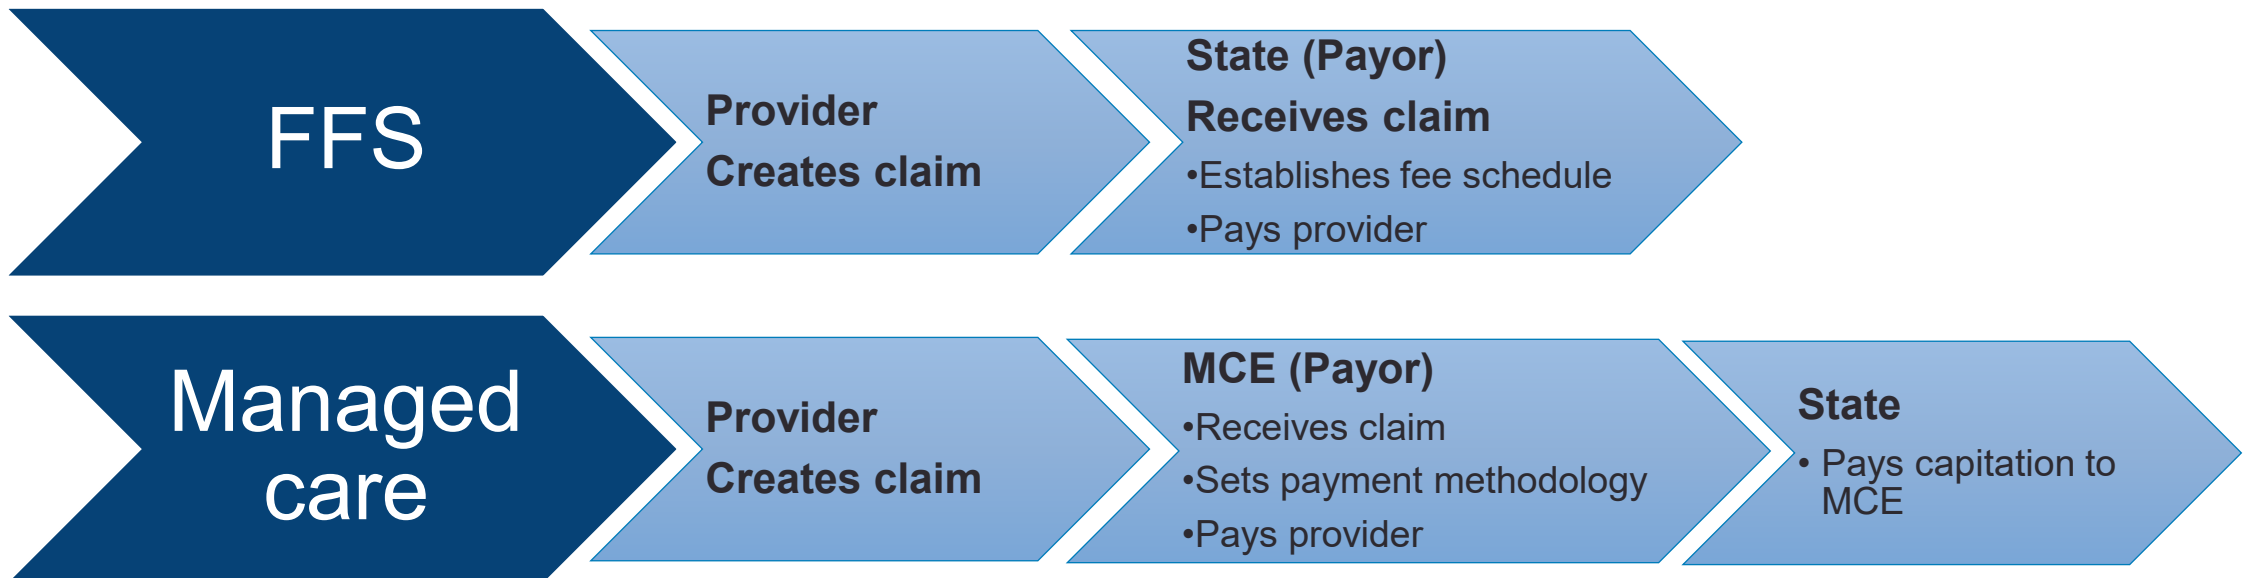 FFS
Provider
Creates claim
State (Payor)
Receives claim
•Establishes fee schedule
•Pays provider
Managed
care
Provider
Creates claim
MCE (Payor)
•Receives claim
•Sets payment methodology
•Pays provider
State
• Pays capitation to
MCE